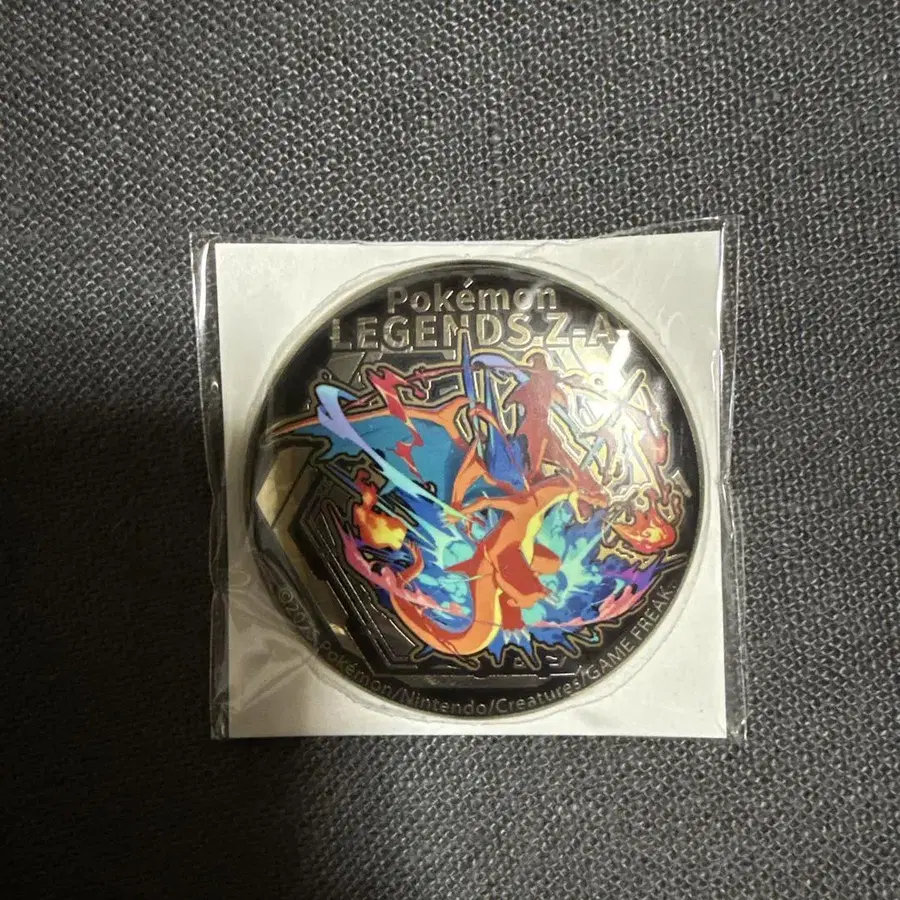 Pokémon
LEGENDS Z-A
Pokémon/Nintendo/Creatures/GAME FREAK